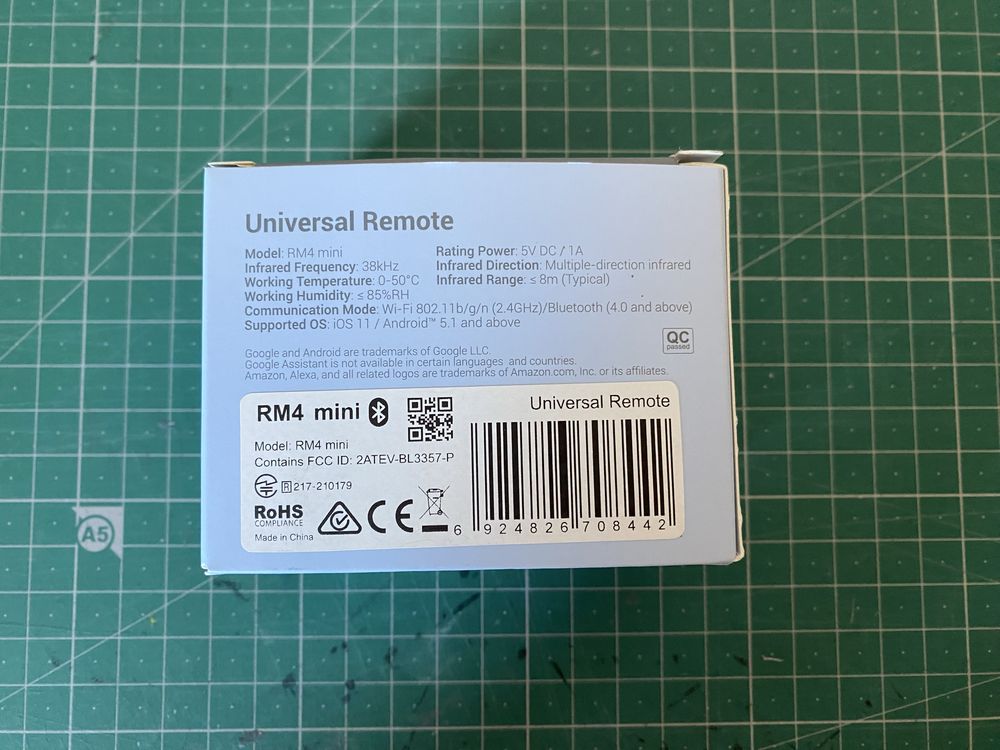 Universal Remote
Model: RM4 mini
Infrared Frequency: 38kHz
Working Temperature: 0-50°C
Working Humidity: ≤ 85%RH
Rating Power: 5V DC / 1A
Infrared Direction: Multiple-direction infrared
Infrared Range: ≤ 8m (Typical)
Communication Mode: Wi-Fi 802.11b/g/n (2.4GHz)/Bluetooth (4.0 and above)
Supported OS: iOS 11 / Android™ 5.1 and above
QC
passed
Google and Android are trademarks of Google LLC.
Google Assistant is not available in certain languages and countries.
Amazon, Alexa, and all related logos are trademarks of Amazon.com, Inc. or its affiliates.
RM4 mini
Universal Remote
Model: RM4 mini
Contains FCC ID: 2ATEV-BL3357-P
R 217-210179
RoHS
COMPLIANCE
CE
Made in China
6 924826 708442
A5